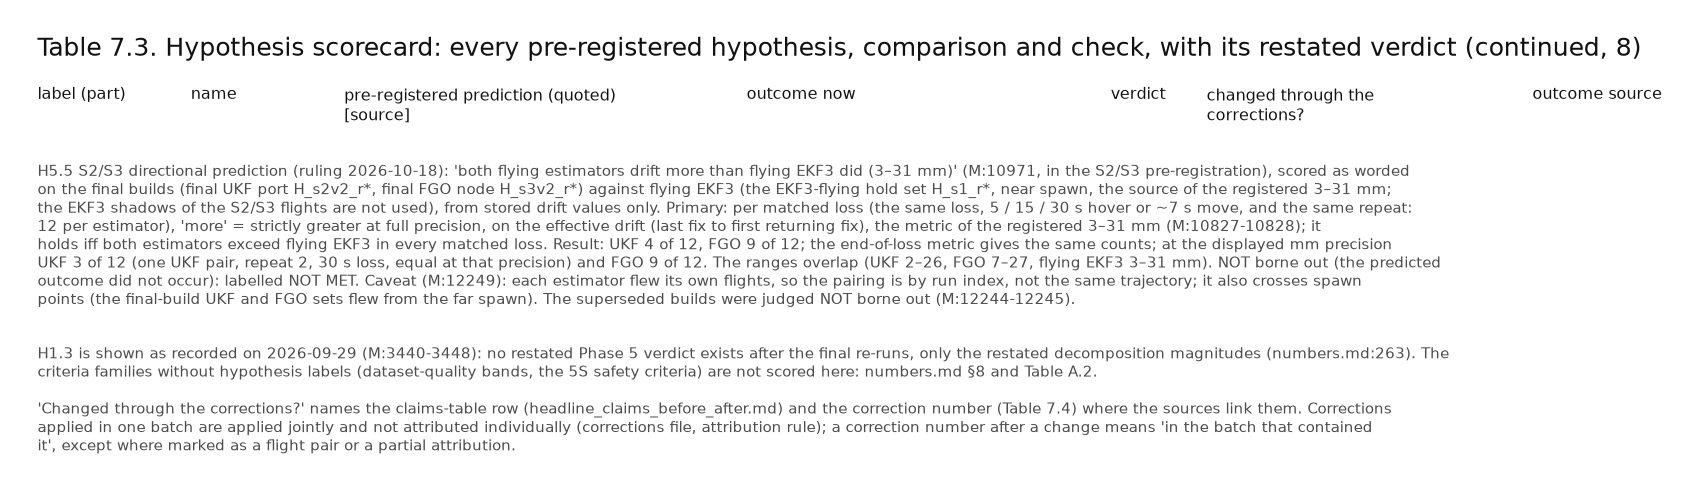 Table 7.3. Hypothesis scorecard: every pre-registered hypothesis, comparison and check, with its restated verdict (continued, 8)
label (part) name pre-registered prediction (quoted) [source] outcome now verdict changed through the corrections? outcome source
H5.5 S2/S3 directional prediction (ruling 2026-10-18): 'both flying estimators drift more than flying EKF3 did (3–31 mm)' (M:10971, in the S2/S3 pre-registration), scored as worded
on the final builds (final UKF port H_s2v2_r*, final FGO node H_s3v2_r*) against flying EKF3 (the EKF3-flying hold set H_s1_r*, near spawn, the source of the registered 3–31 mm;
the EKF3 shadows of the S2/S3 flights are not used), from stored drift values only. Primary: per matched loss (the same loss, 5 / 15 / 30 s hover or ~7 s move, and the same repeat:
12 per estimator), 'more' = strictly greater at full precision, on the effective drift (last fix to first returning fix), the metric of the registered 3–31 mm (M:10827-10828); it
holds iff both estimators exceed flying EKF3 in every matched loss. Result: UKF 4 of 12, FGO 9 of 12; the end-of-loss metric gives the same counts; at the displayed mm precision
UKF 3 of 12 (one UKF pair, repeat 2, 30 s loss, equal at that precision) and FGO 9 of 12. The ranges overlap (UKF 2–26, FGO 7–27, flying EKF3 3–31 mm). NOT borne out (the predicted
outcome did not occur): labelled NOT MET. Caveat (M:12249): each estimator flew its own flights, so the pairing is by run index, not the same trajectory; it also crosses spawn
points (the final-build UKF and FGO sets flew from the far spawn). The superseded builds were judged NOT borne out (M:12244-12245).
H1.3 is shown as recorded on 2026-09-29 (M:3440-3448): no restated Phase 5 verdict exists after the final re-runs, only the restated decomposition magnitudes (numbers.md:263). The
criteria families without hypothesis labels (dataset-quality bands, the 5S safety criteria) are not scored here: numbers.md §8 and Table A.2.
'Changed through the corrections?' names the claims-table row (headline_claims_before_after.md) and the correction number (Table 7.4) where the sources link them. Corrections
applied in one batch are applied jointly and not attributed individually (corrections file, attribution rule); a correction number after a change means 'in the batch that contained
it', except where marked as a flight pair or a partial attribution.